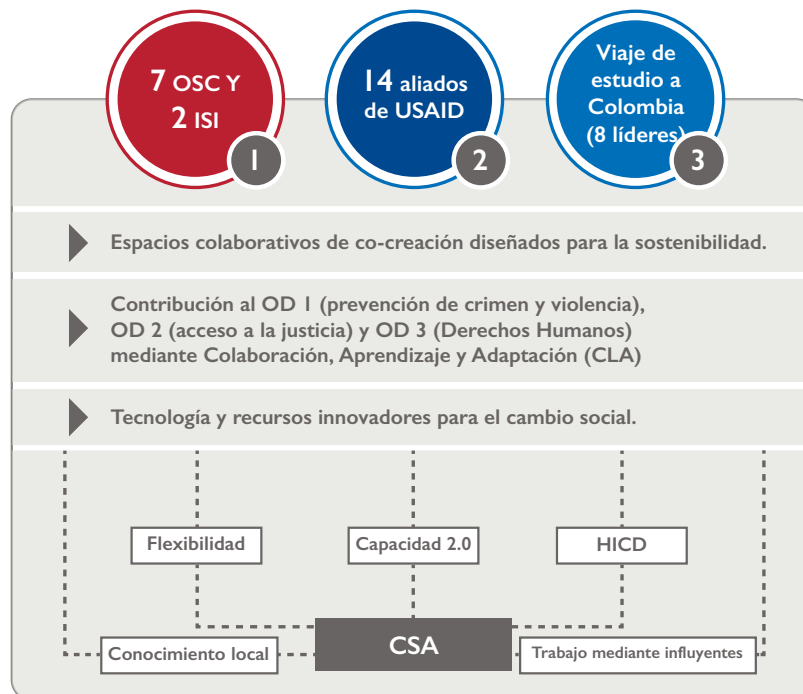 7 OSC Y
2 ISI
1
14 aliados
de USAID
2
Viaje de
estudio a
Colombia
(8 líderes)
3
Espacios colaborativos de co-creación diseñados para la sostenibilidad.
Contribución al OD 1 (prevención de crimen y violencia),
OD 2 (acceso a la justicia) y OD 3 (Derechos Humanos)
mediante Colaboración, Aprendizaje y Adaptación (CLA)
Tecnología y recursos innovadores para el cambio social.
Flexibilidad
Capacidad 2.0
HICD
Conocimiento local
CSA
Trabajo mediante influyentes